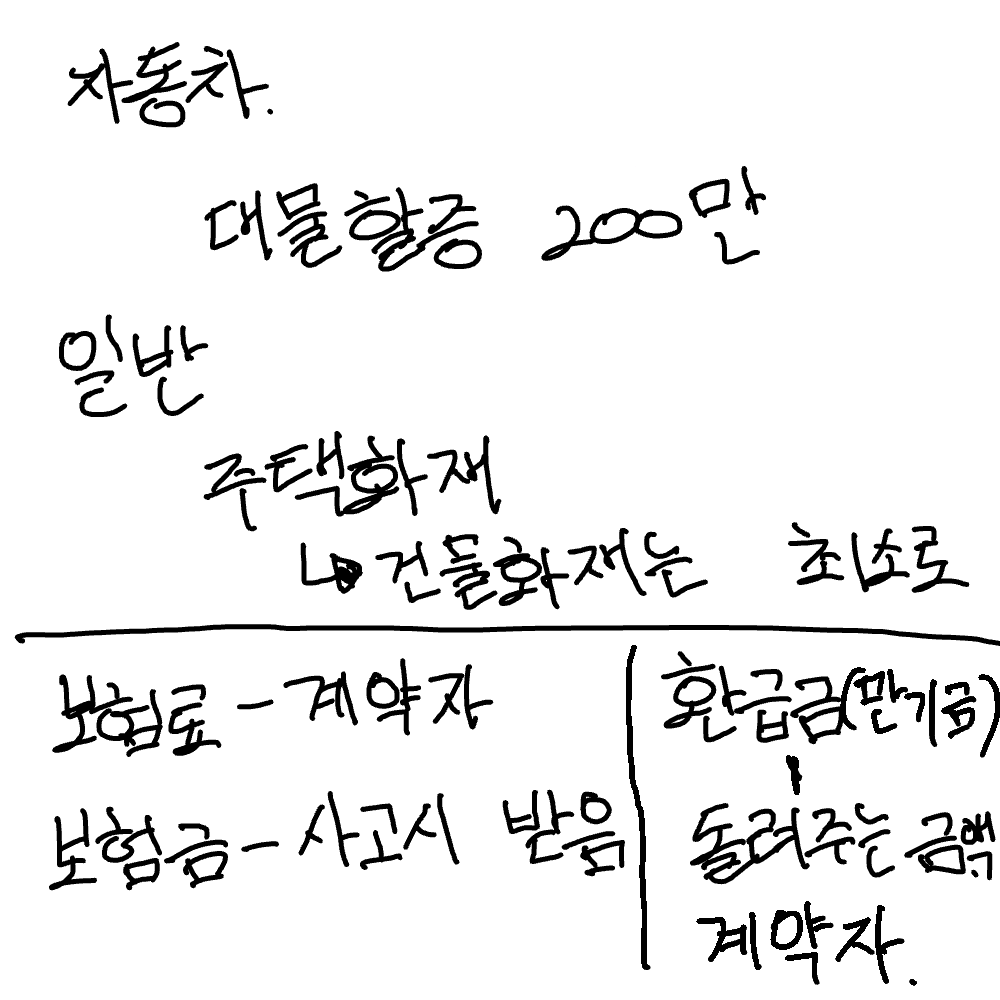 자동차.
대물할증 200만
일반
주택화재
↳ 건물화재는 최소로
보험료 - 계약자
보험금 - 사고시 받음
환급금(만기금)
돌려주는 금액
계약자.